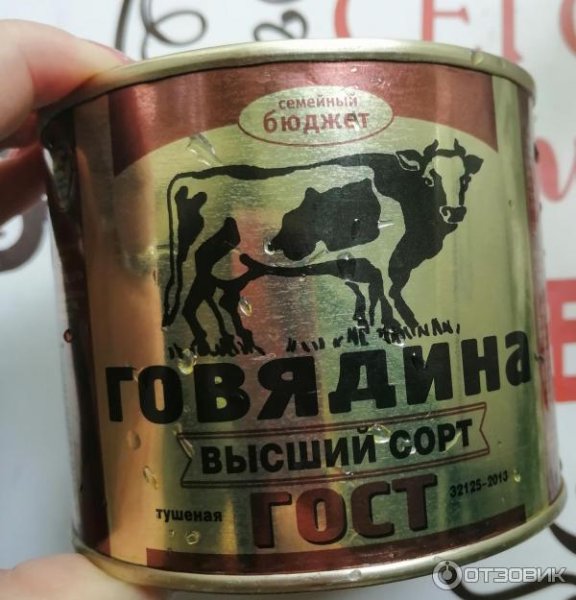 семейный
бюджет
ГОВЯДИНА
ВЫСШИЙ СОРТ
тушеная ГОСТ 32125-2013
ОТЗОВИК